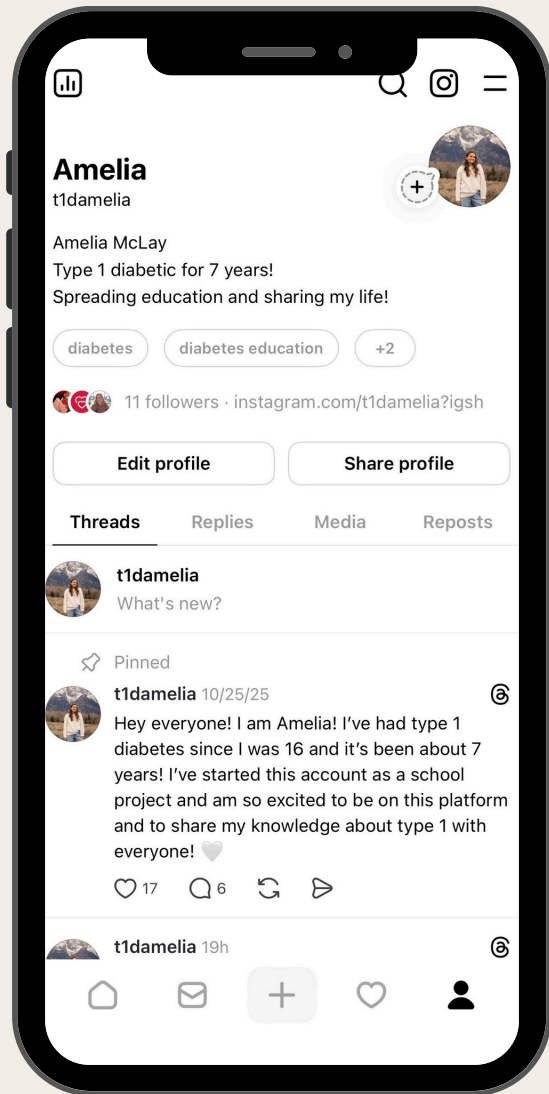 Amelia
t1damelia
Amelia McLay
Type 1 diabetic for 7 years!
Spreading education and sharing my life!
diabetes diabetes education +2
11 followers · instagram.com/t1damelia?igsh
Edit profile Share profile
Threads Replies Media Reposts
t1damelia
What's new?
Pinned
t1damelia 10/25/25
Hey everyone! I am Amelia! I’ve had type 1
diabetes since I was 16 and it’s been about 7
years! I’ve started this account as a school
project and am so excited to be on this platform
and to share my knowledge about type 1 with
everyone! 🤍
17 6
t1damelia 19h